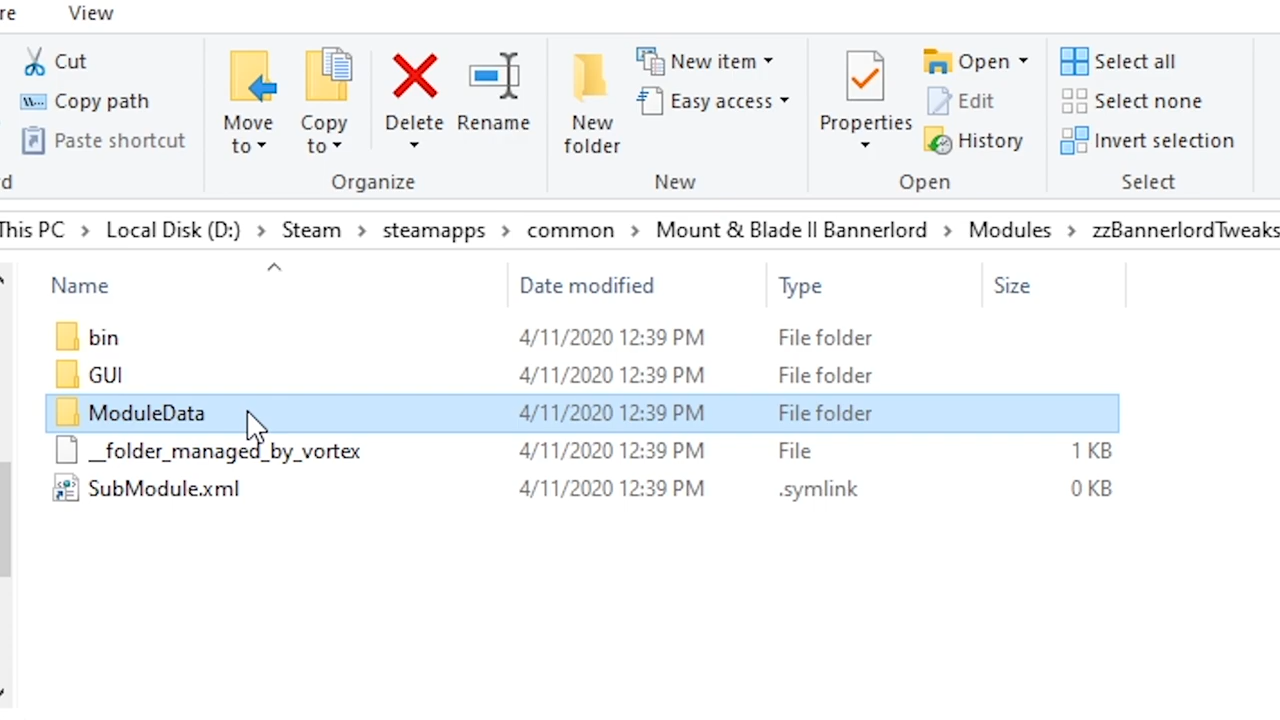 re View
Cut
Copy path
Paste shortcut
Move to
Copy to
Delete
Rename
New folder
New item
Easy access
Properties
Open
Edit
History
Select all
Select none
Invert selection
d Organize New Open Select
This PC > Local Disk (D:) > Steam > steamapps > common > Mount & Blade II Bannerlord > Modules > zzBannerlordTweaks
Name Date modified Type Size
bin 4/11/2020 12:39 PM File folder
GUI 4/11/2020 12:39 PM File folder
ModuleData 4/11/2020 12:39 PM File folder
__folder_managed_by_vortex 4/11/2020 12:39 PM File 1 KB
SubModule.xml 4/11/2020 12:39 PM .symlink 0 KB